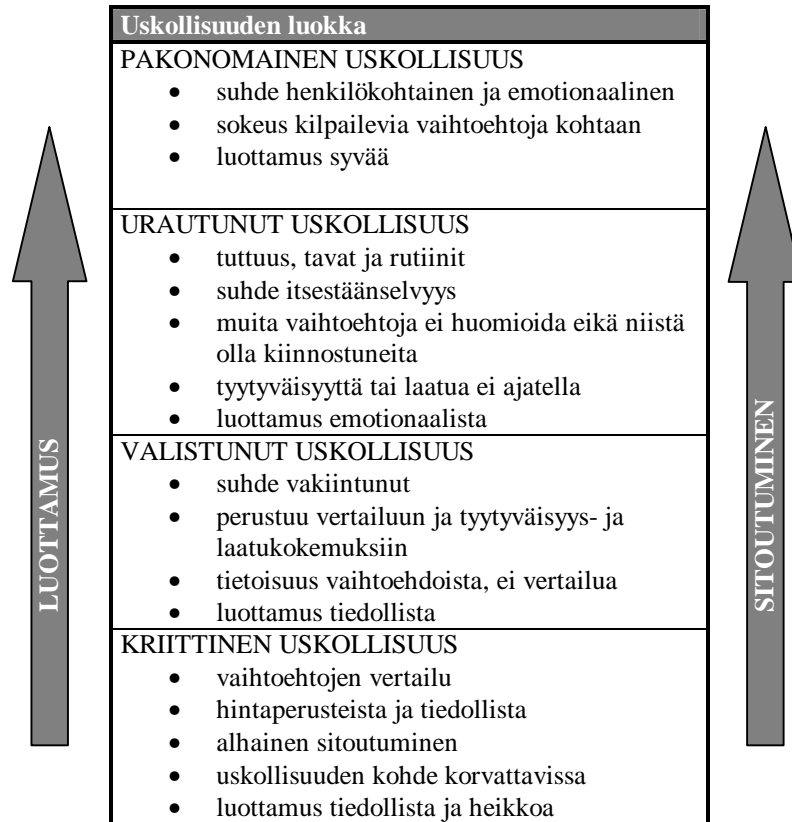 Uskollisuuden luokka
PAKONOMAINEN USKOLLISUUS
• suhde henkilökohtainen ja emotionaalinen
• sokeus kilpailevia vaihtoehtoja kohtaan
• luottamus syvää
URAUTUNUT USKOLLISUUS
• tuttuus, tavat ja rutiinit
• suhde itsestäänselvyys
• muita vaihtoehtoja ei huomioida eikä niistä
olla kiinnostuneita
• tyytyväisyyttä tai laatua ei ajatella
• luottamus emotionaalista
VALISTUNUT USKOLLISUUS
• suhde vakiintunut
• perustuu vertailuun ja tyytyväisyys- ja
laatukokemuksiin
• tietoisuus vaihtoehdoista, ei vertailua
• luottamus tiedollista
KRIITTINEN USKOLLISUUS
• vaihtoehtojen vertailu
• hintaperusteista ja tiedollista
• alhainen sitoutuminen
• uskollisuuden kohde korvattavissa
• luottamus tiedollista ja heikkoa
LUOTTAMUS
SITOUTUMINEN